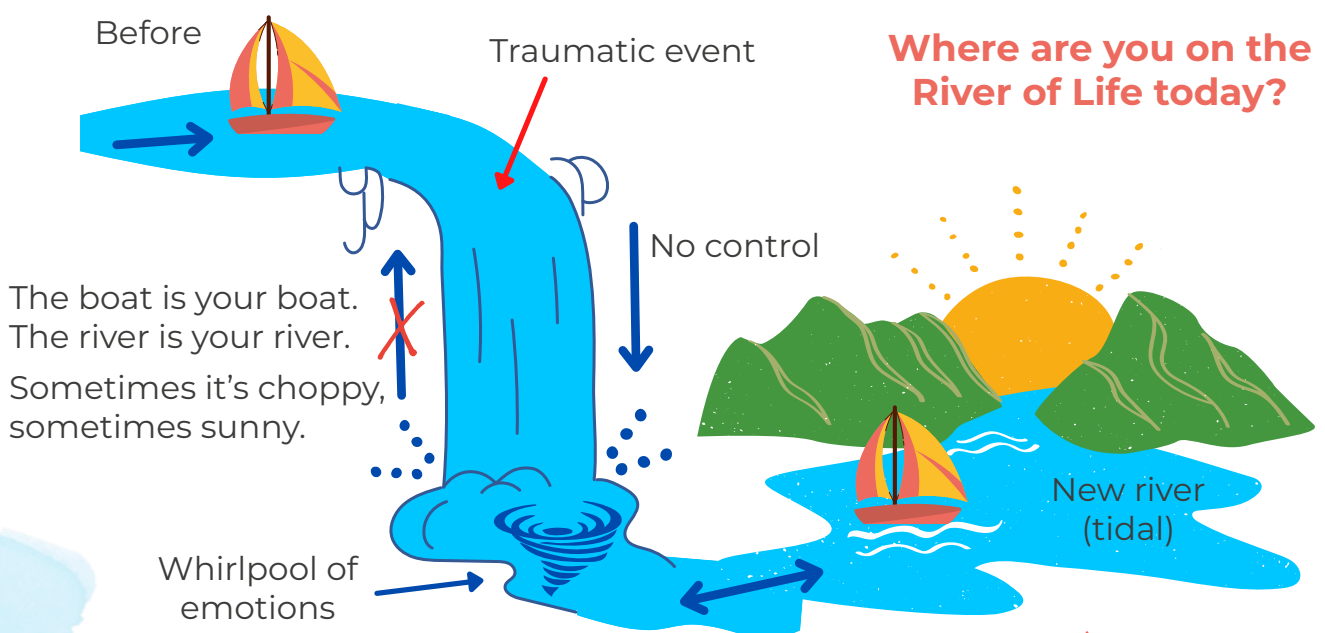 Before
Traumatic event
Where are you on the
River of Life today?
No control
The boat is your boat.
The river is your river.
Sometimes it’s choppy,
sometimes sunny.
New river
(tidal)
Whirlpool of
emotions